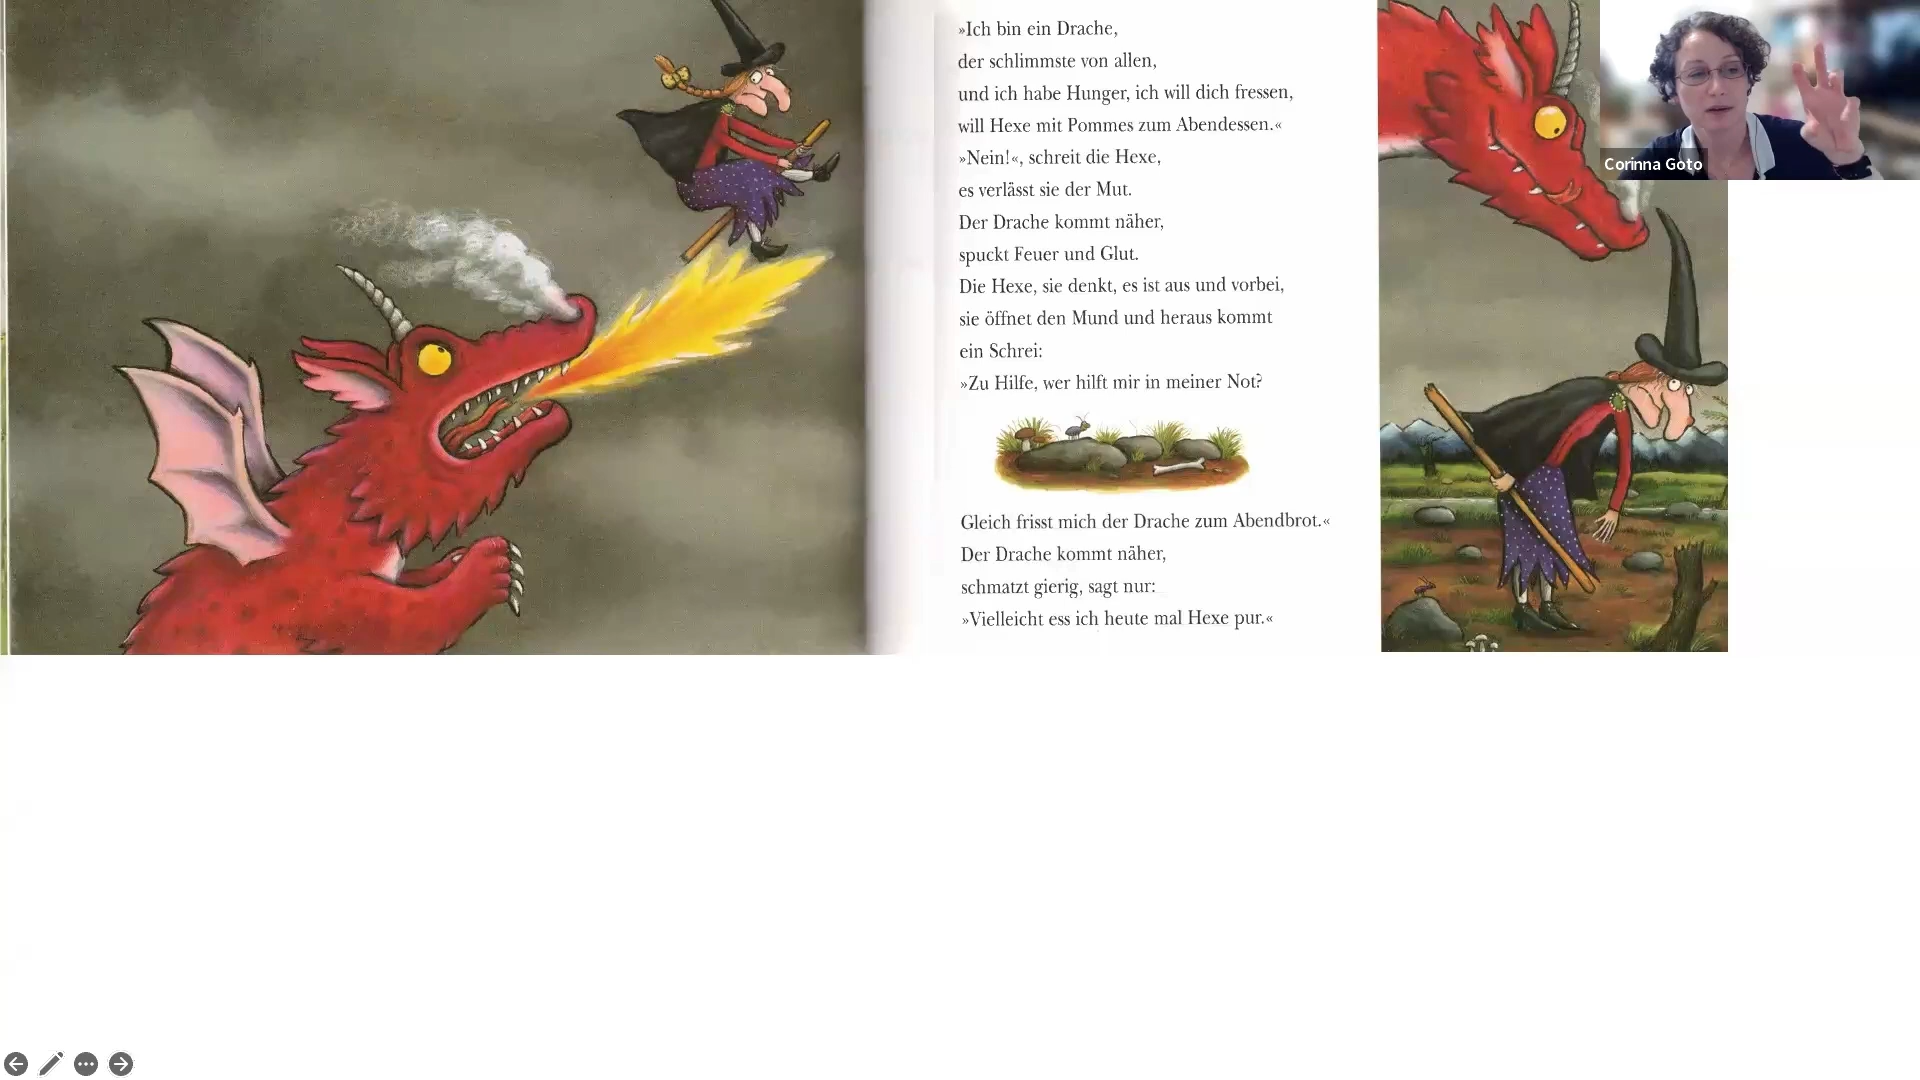 »Ich bin ein Drache,
der schlimmste von allen,
und ich habe Hunger, ich will dich fressen,
will Hexe mit Pommes zum Abendessen.«
»Nein!«, schreit die Hexe,
es verlässt sie der Mut.
Der Drache kommt näher,
spuckt Feuer und Glut.
Die Hexe, sie denkt, es ist aus und vorbei,
sie öffnet den Mund und heraus kommt
ein Schrei:
»Zu Hilfe, wer hilft mir in meiner Not?
Gleich frisst mich der Drache zum Abendbrot.«
Der Drache kommt näher,
schmatzt gierig, sagt nur:
»Vielleicht ess ich heute mal Hexe pur.«
Corinna Goto